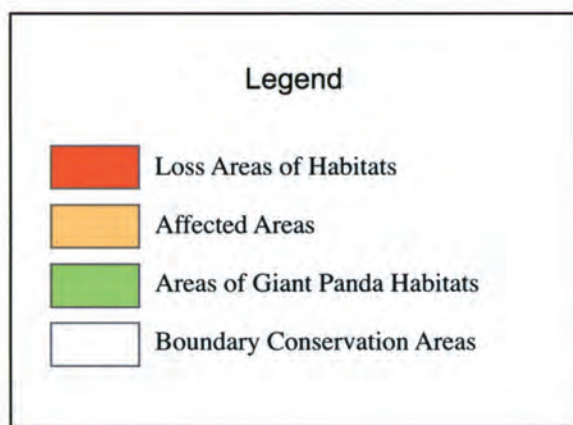 Legend
Loss Areas of Habitats
Affected Areas
Areas of Giant Panda Habitats
Boundary Conservation Areas